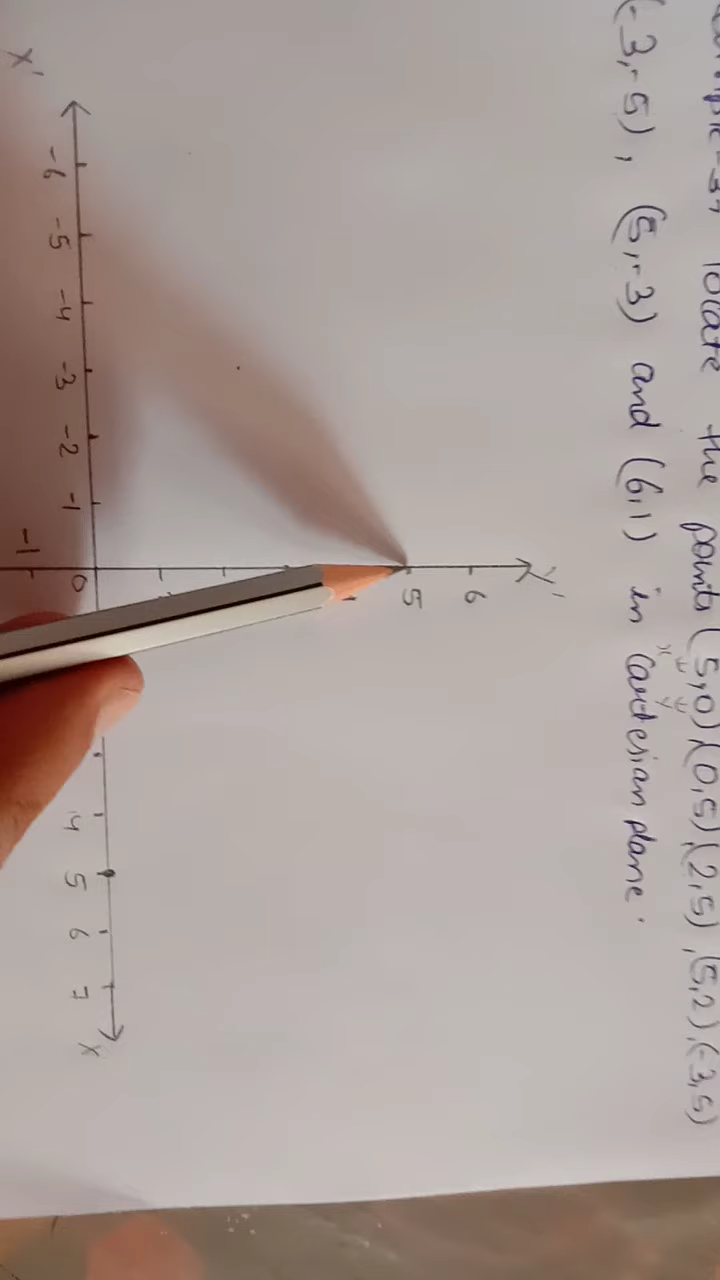 locate the points (5,0), (0,5), (2,5), (5,2), (-3,5)
(-3,-5), (5,-3) and (6,1) in Cartesian plane.
Y'
6
5
X' -6 -5 -4 -3 -2 -1 0 4 5 6 7 X
-1